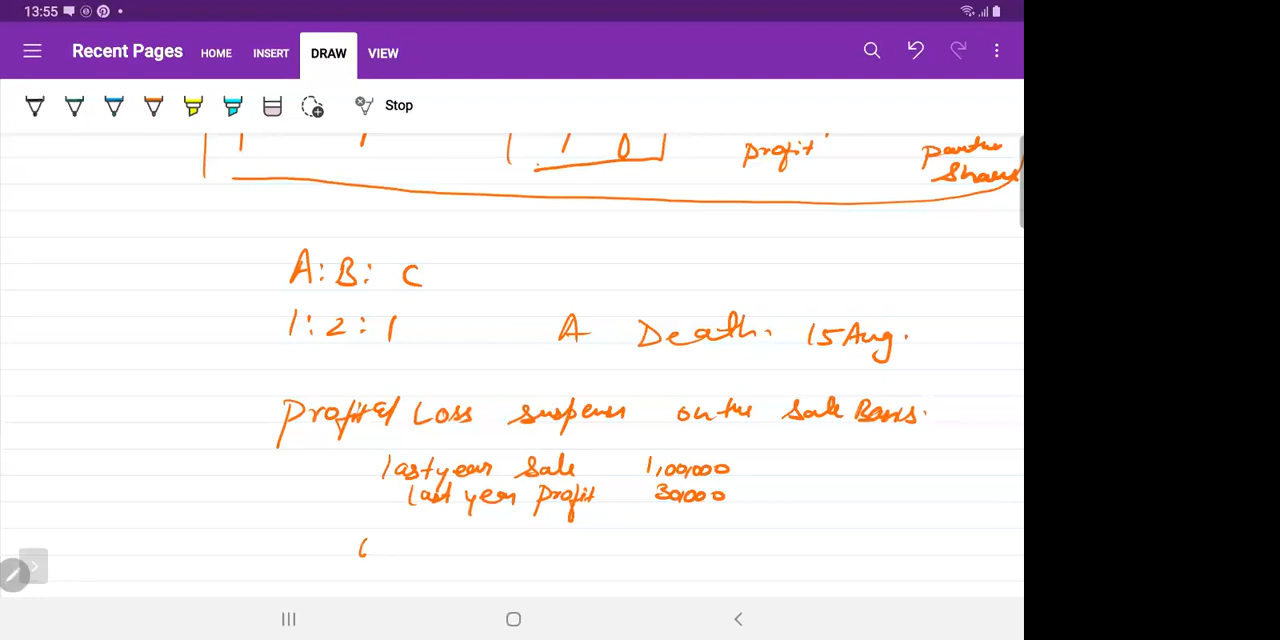 13:55
Recent Pages HOME INSERT DRAW VIEW
Stop
Profit
Partner
Share
A : B : C
1 : 2 : 1 A Death. 15 Aug.
Profit & Loss suspense on the Sale Basis.
last year Sale 1,00,000
last year Profit 30,000